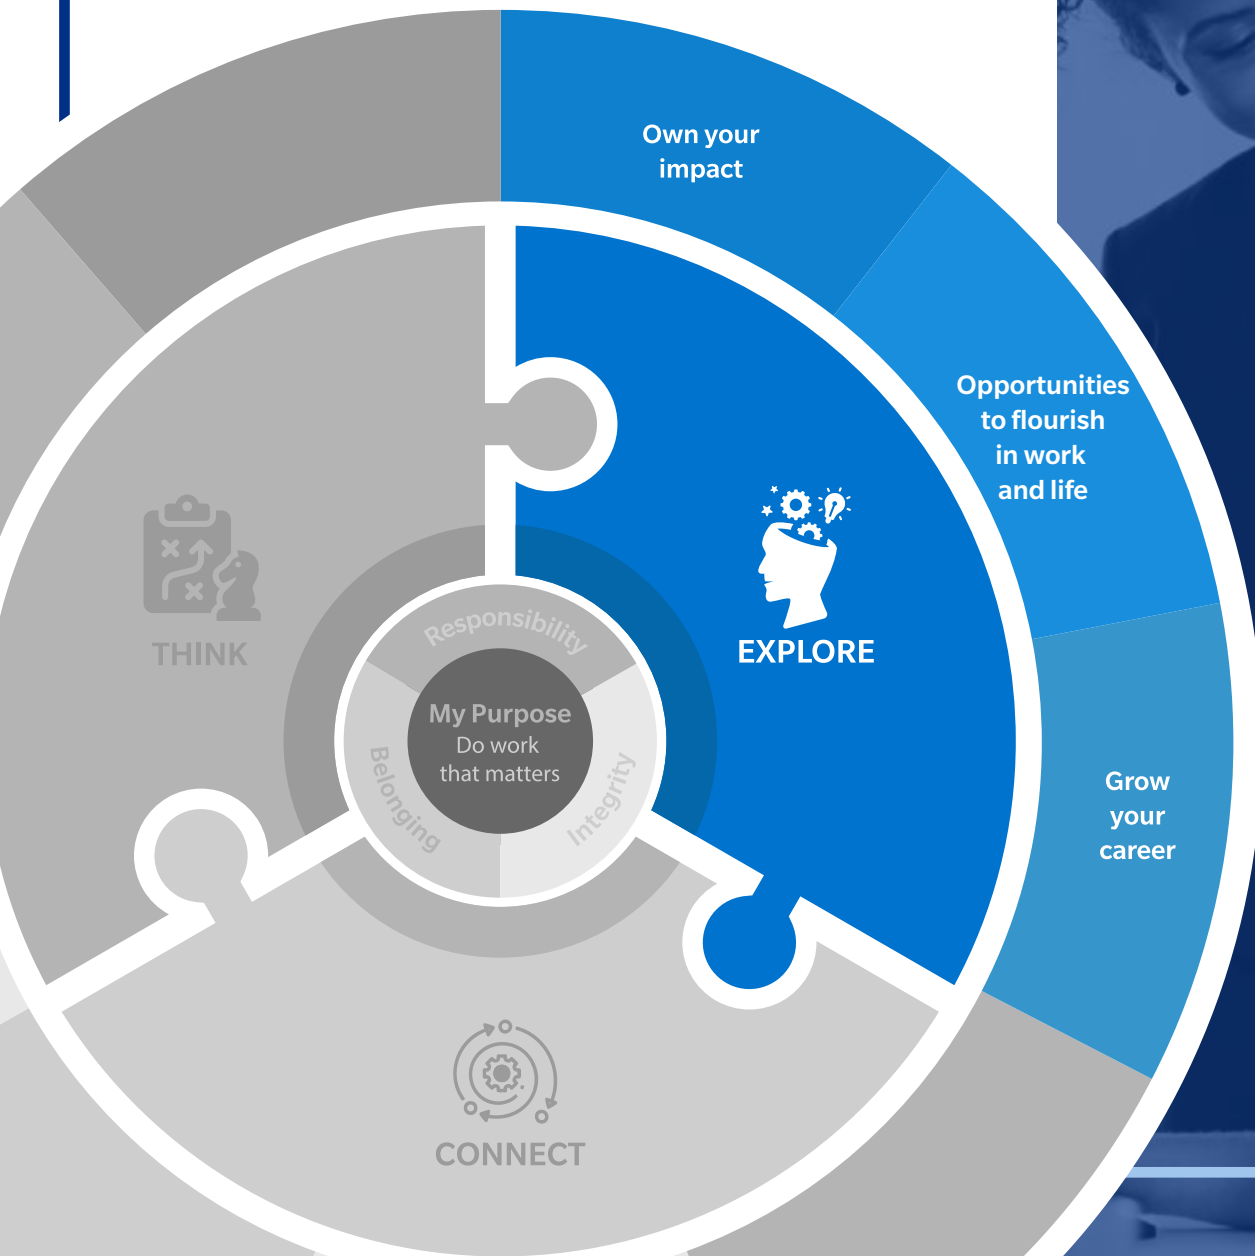 Own your
impact
Opportunities
to flourish
in work
and life
Grow
your
career
EXPLORE
THINK
CONNECT
Responsibility
Integrity
Belonging
My Purpose
Do work
that matters